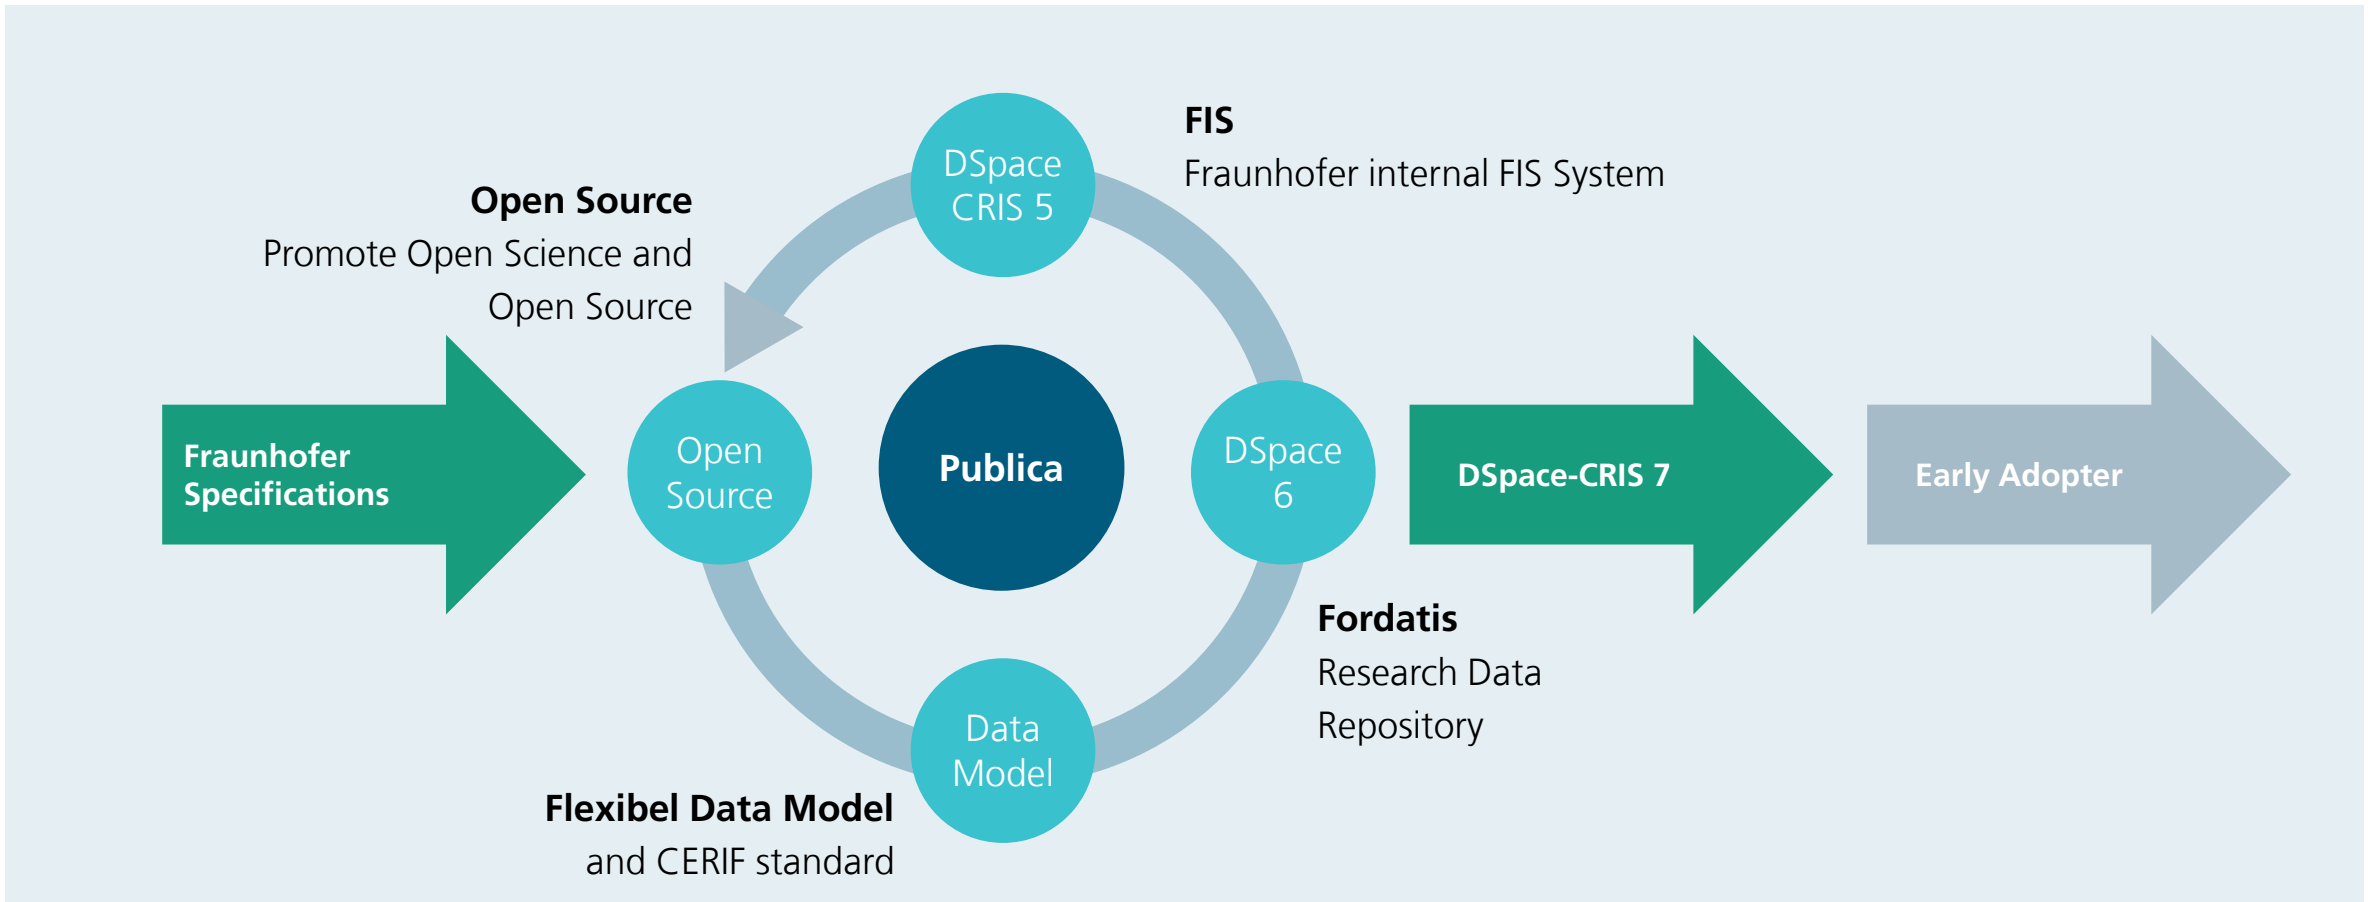 Fraunhofer
Specifications
Open Source
Promote Open Science and
Open Source
Open
Source
DSpace
CRIS 5
FIS
Fraunhofer internal FIS System
Publica
DSpace
6
Fordatis
Research Data
Repository
Data
Model
Flexibel Data Model
and CERIF standard
DSpace-CRIS 7
Early Adopter